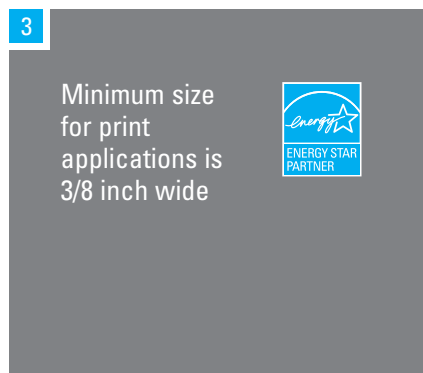 3
Minimum size
for print
applications is
3/8 inch wide
energy
ENERGY STAR
PARTNER